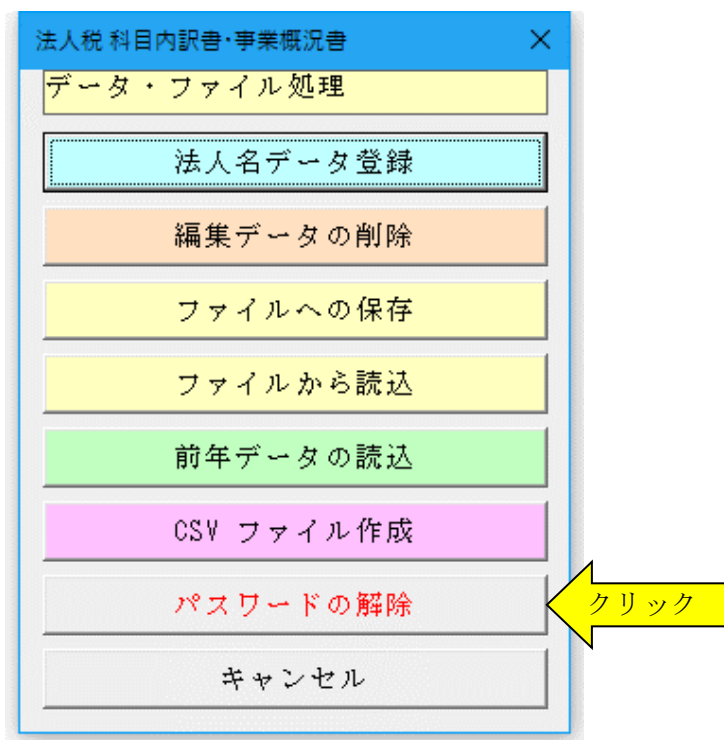 法人税 科目内訳書･事業概況書
データ・ファイル処理
法人名データ登録
編集データの削除
ファイルへの保存
ファイルから読込
前年データの読込
CSV ファイル作成
パスワードの解除
クリック
キャンセル